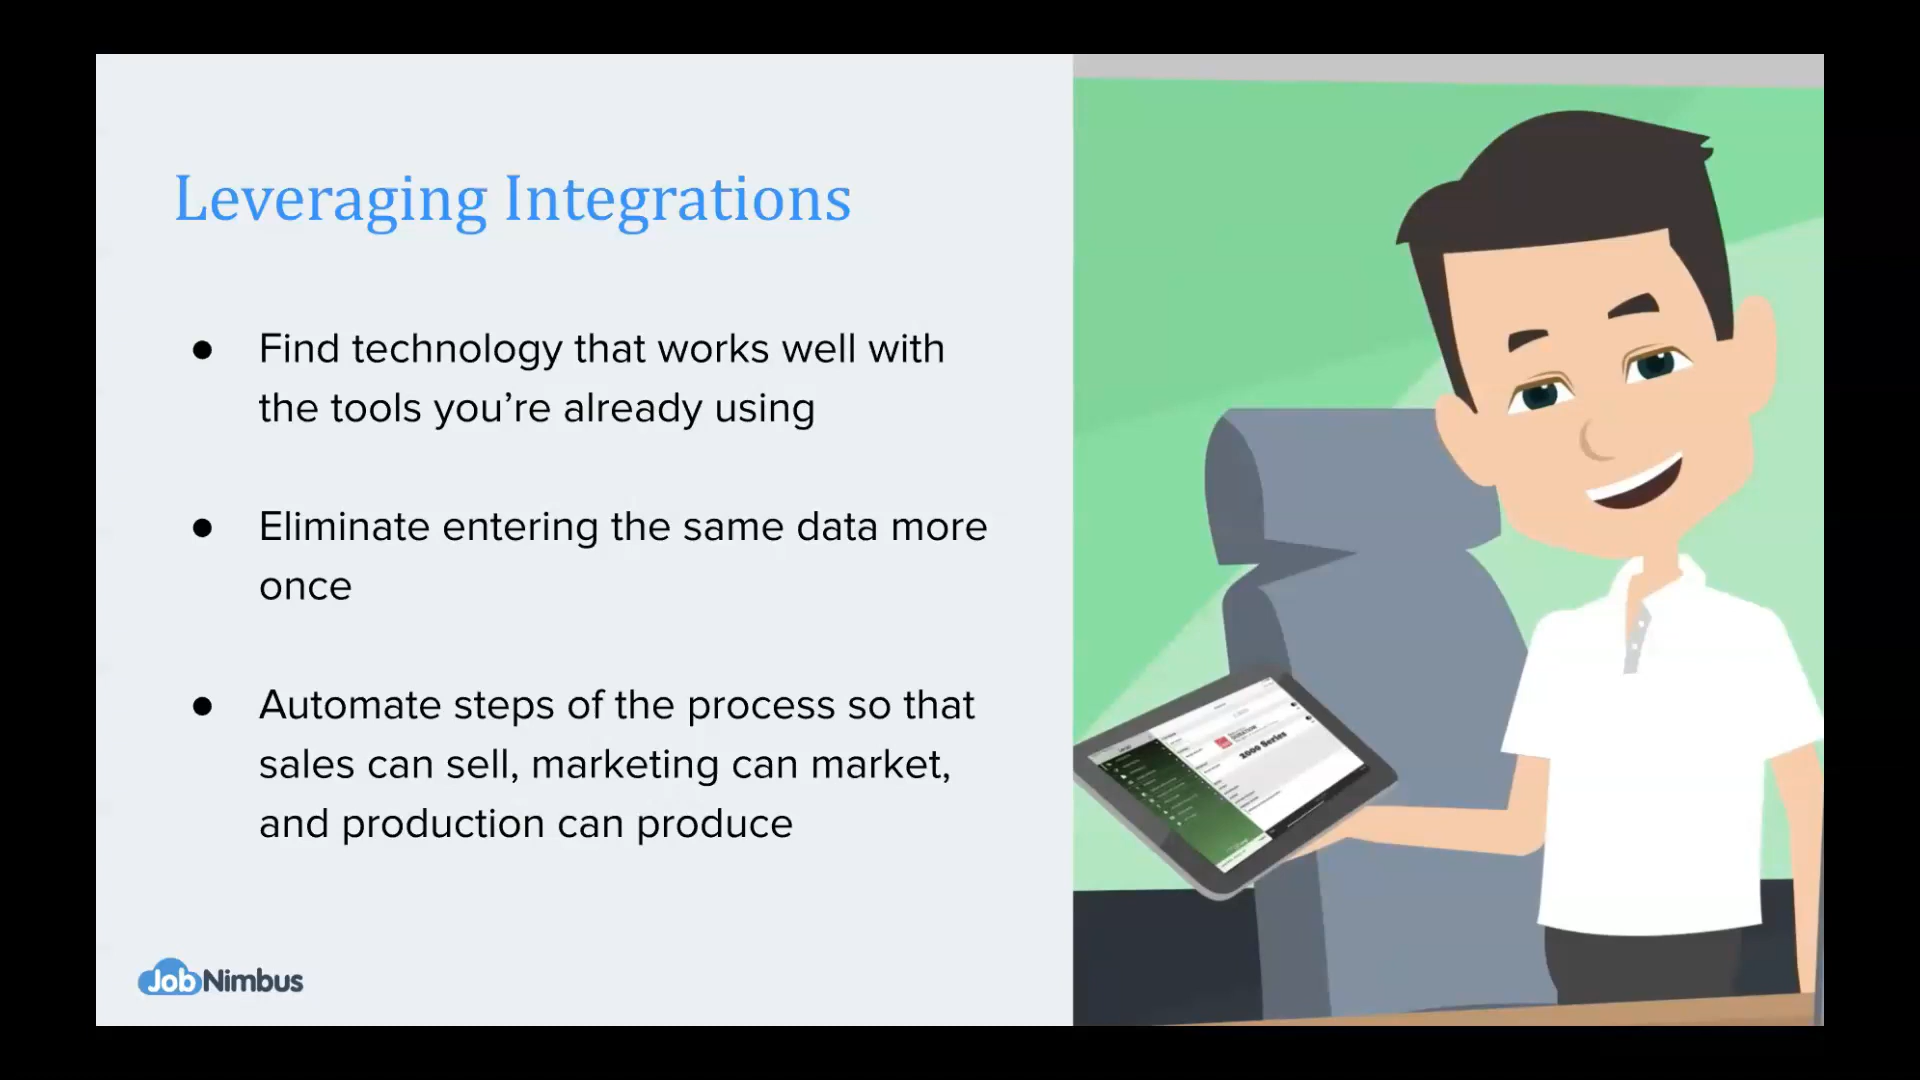 Leveraging Integrations
● Find technology that works well with
the tools you’re already using
● Eliminate entering the same data more
once
● Automate steps of the process so that
sales can sell, marketing can market,
and production can produce
JobNimbus
2000 Series